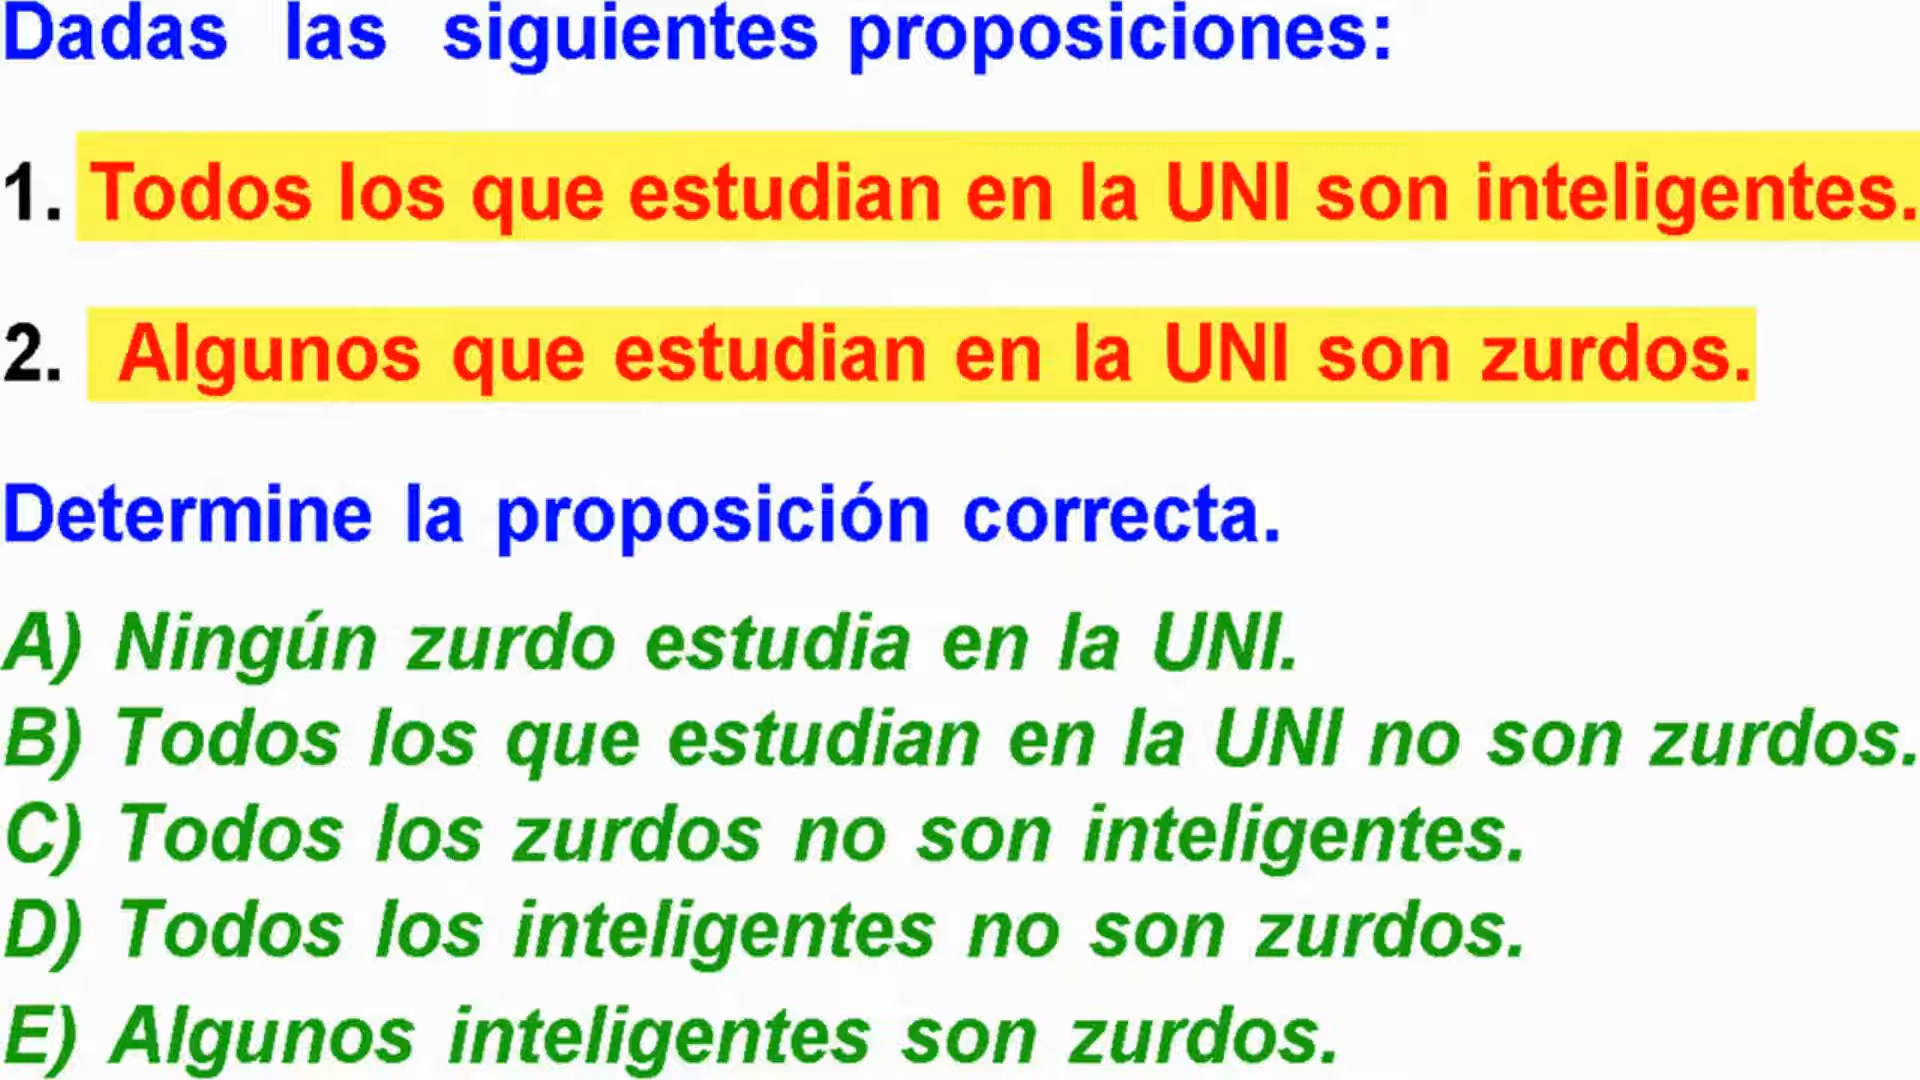 Dadas las siguientes proposiciones:
1. Todos los que estudian en la UNI son inteligentes.
2. Algunos que estudian en la UNI son zurdos.
Determine la proposición correcta.
A) Ningún zurdo estudia en la UNI.
B) Todos los que estudian en la UNI no son zurdos.
C) Todos los zurdos no son inteligentes.
D) Todos los inteligentes no son zurdos.
E) Algunos inteligentes son zurdos.